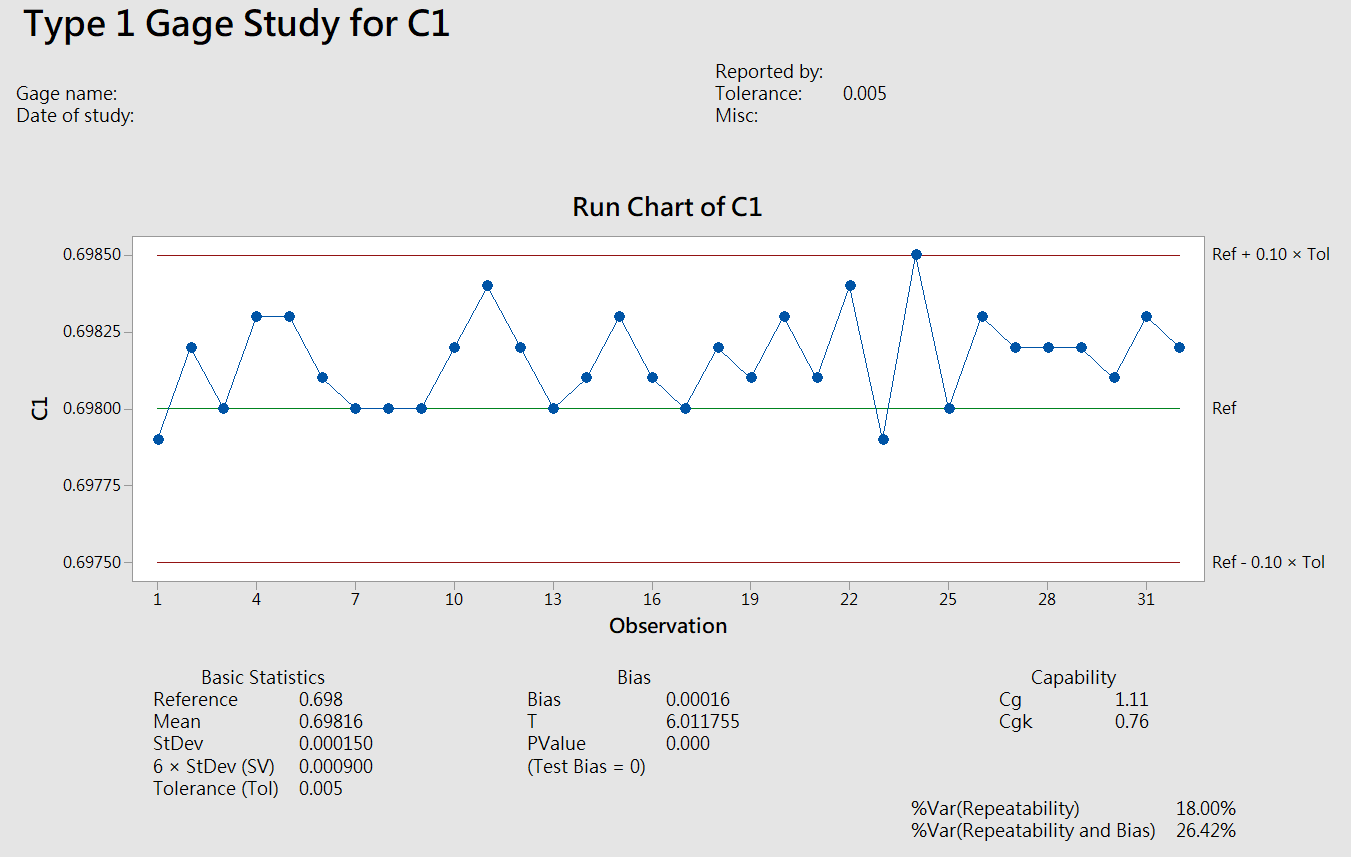 Type 1 Gage Study for C1
Reported by:
Gage name:
Tolerance: 0.005
Date of study:
Misc:
Run Chart of C1
0.69850
Ref + 0.10 × Tol
0.69825
0.69800
Ref
C1
0.69775
0.69750
Ref - 0.10 × Tol
1 4 7 10 13 16 19 22 25 28 31
Observation
Basic Statistics
Reference 0.698
Mean 0.69816
StDev 0.000150
6 × StDev (SV) 0.000900
Tolerance (Tol) 0.005
Bias
Bias 0.00016
T 6.011755
PValue 0.000
(Test Bias = 0)
Capability
Cg 1.11
Cgk 0.76
%Var(Repeatability) 18.00%
%Var(Repeatability and Bias) 26.42%